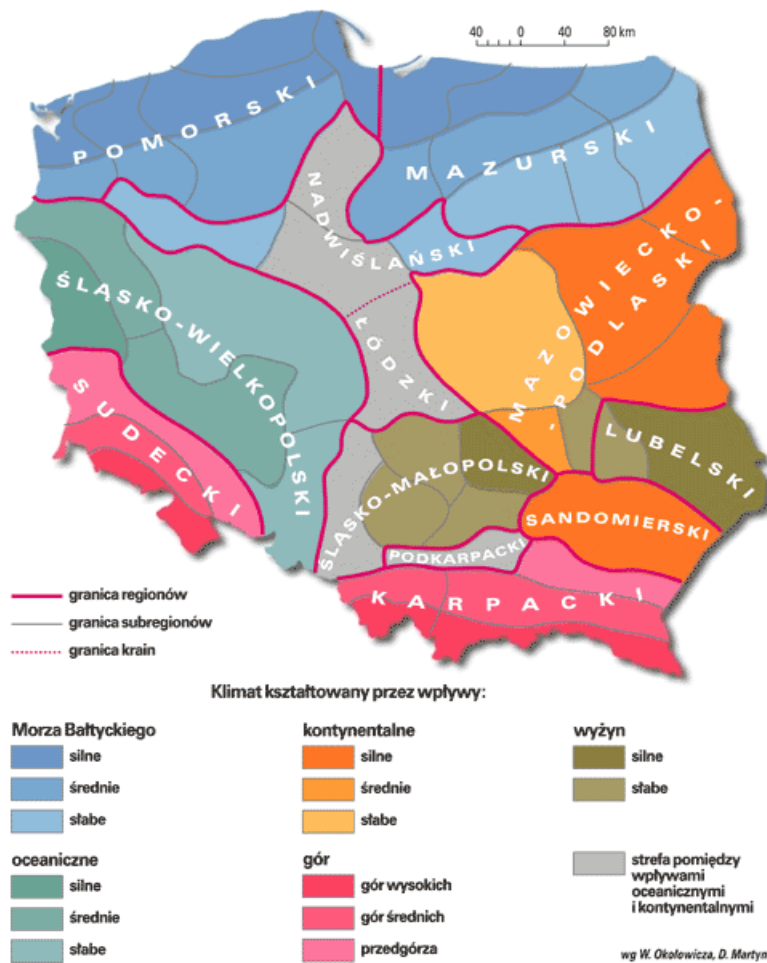 40 0 40 80 km
POMORSKI
MAZURSKI
NADWIŚLAŃSKI
MAZOWIECKO-
-PODLASKI
ŚLĄSKO-WIELKOPOLSKI
ŁÓDZKI
SUDECKI
LUBELSKI
ŚLĄSKO-MAŁOPOLSKI
SANDOMIERSKI
PODKARPACKI
KARPACKI
granica regionów
granica subregionów
granica krain
Klimat kształtowany przez wpływy:
Morza Bałtyckiego
silne
średnie
słabe
kontynentalne
silne
średnie
słabe
wyżyn
silne
słabe
oceaniczne
silne
średnie
słabe
gór
gór wysokich
gór średnich
przedgórza
strefa pomiędzy
wpływami
oceanicznymi
i kontynentalnymi
wg W. Okołowicza, D. Martyn